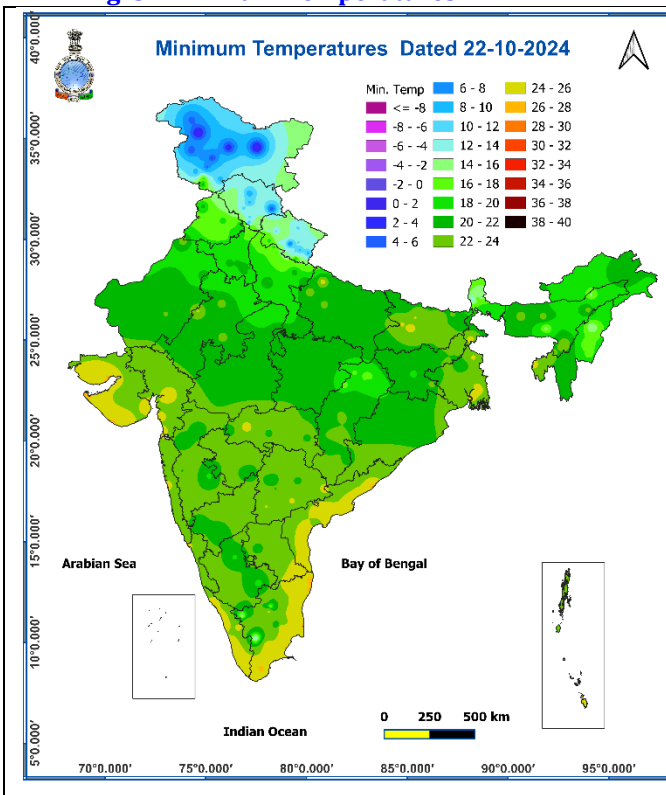 Minimum Temperatures Dated 22-10-2024
Min. Temp
<= -8
-8 - -6
-6 - -4
-4 - -2
-2 - 0
0 - 2
2 - 4
4 - 6
6 - 8
8 - 10
10 - 12
12 - 14
14 - 16
16 - 18
18 - 20
20 - 22
22 - 24
24 - 26
26 - 28
28 - 30
30 - 32
32 - 34
34 - 36
36 - 38
38 - 40
40°0.000'
35°0.000'
30°0.000'
25°0.000'
20°0.000'
15°0.000'
10°0.000'
5°0.000'
Arabian Sea
Bay of Bengal
Indian Ocean
0 250 500 km
70°0.000' 75°0.000' 80°0.000' 85°0.000' 90°0.000' 95°0.000'